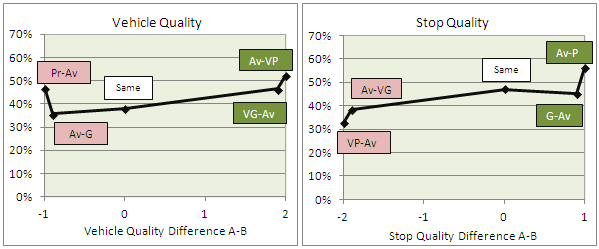 Vehicle Quality
70%
60%
50%
40%
30%
20%
10%
0%
Pr-Av
Same
Av-VP
VG-Av
Av-G
-1
0
1
2
Vehicle Quality Difference A-B
Stop Quality
70%
60%
50%
40%
30%
20%
10%
0%
Av-P
Same
Av-VG
G-Av
VP-Av
-2
-1
0
1
Stop Quality Difference A-B